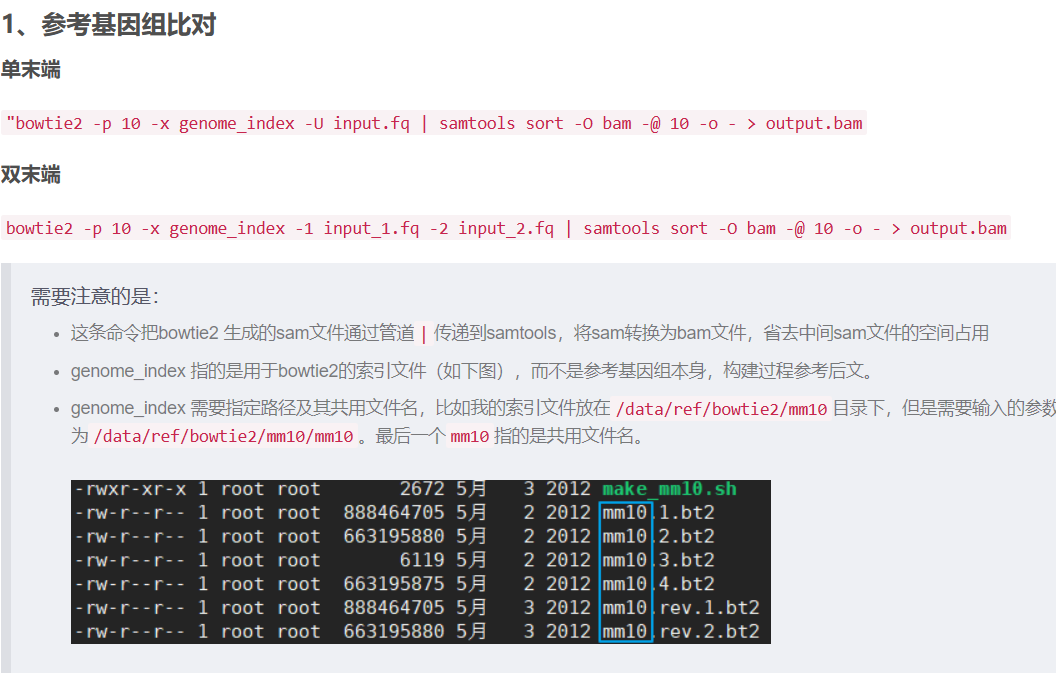 1、参考基因组比对
单末端
"bowtie2 -p 10 -x genome_index -U input.fq | samtools sort -O bam -@ 10 -o - > output.bam
双末端
bowtie2 -p 10 -x genome_index -1 input_1.fq -2 input_2.fq | samtools sort -O bam -@ 10 -o - > output.bam
需要注意的是：
• 这条命令把bowtie2 生成的sam文件通过管道 | 传递到samtools，将sam转换为bam文件，省去中间sam文件的空间占用
• genome_index 指的是用于bowtie2的索引文件（如下图），而不是参考基因组本身，构建过程参考后文。
• genome_index 需要指定路径及其共用文件名，比如我的索引文件放在 /data/ref/bowtie2/mm10 目录下，但是需要输入的参数
为 /data/ref/bowtie2/mm10/mm10 。最后一个 mm10 指的是共用文件名。
-rwxr-xr-x 1 root root 2672 5月 3 2012 make_mm10.sh
-rw-r--r-- 1 root root 888464705 5月 2 2012 mm10.1.bt2
-rw-r--r-- 1 root root 663195880 5月 2 2012 mm10.2.bt2
-rw-r--r-- 1 root root 6119 5月 2 2012 mm10.3.bt2
-rw-r--r-- 1 root root 663195875 5月 2 2012 mm10.4.bt2
-rw-r--r-- 1 root root 888464705 5月 3 2012 mm10.rev.1.bt2
-rw-r--r-- 1 root root 663195880 5月 3 2012 mm10.rev.2.bt2